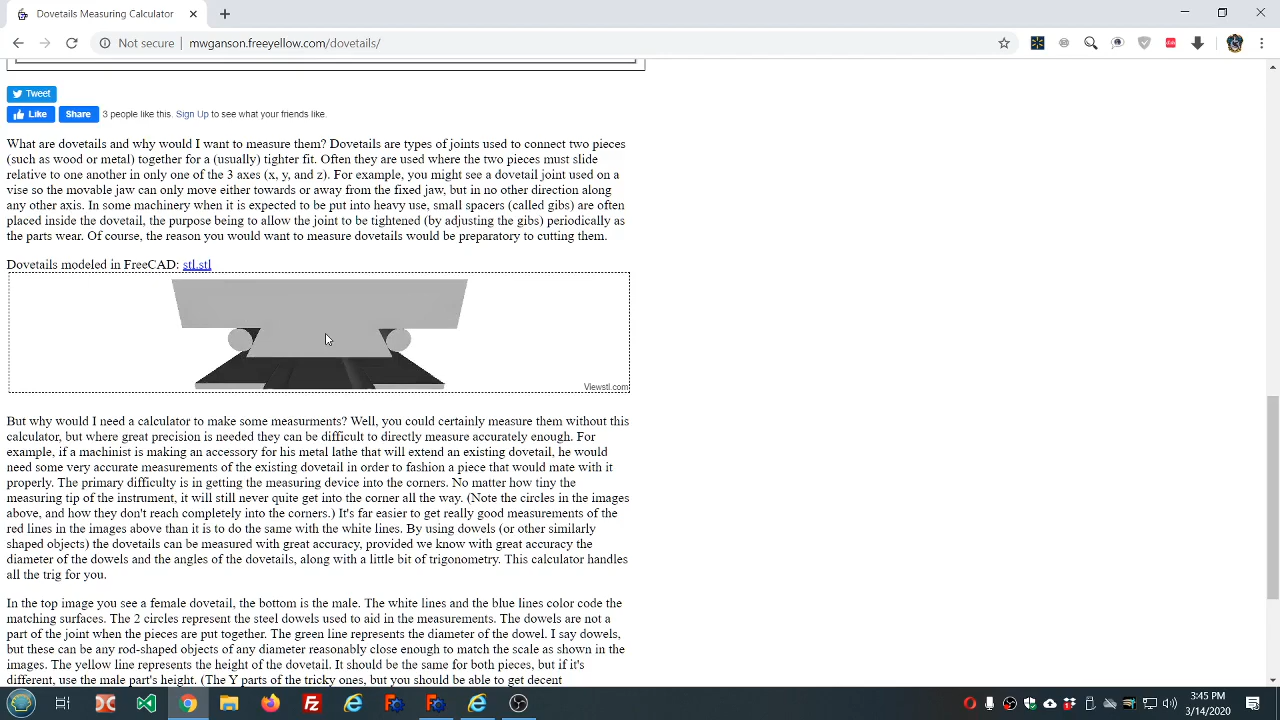 Dovetails Measuring Calculator
Not secure | mwganson.freeyellow.com/dovetails/
Tweet
Like Share 3 people like this. Sign Up to see what your friends like.
What are dovetails and why would I want to measure them? Dovetails are types of joints used to connect two pieces
(such as wood or metal) together for a (usually) tighter fit. Often they are used where the two pieces must slide
relative to one another in only one of the 3 axes (x, y, and z). For example, you might see a dovetail joint used on a
vise so the movable jaw can only move either towards or away from the fixed jaw, but in no other direction along
any other axis. In some machinery when it is expected to be put into heavy use, small spacers (called gibs) are often
placed inside the dovetail, the purpose being to allow the joint to be tightened (by adjusting the gibs) periodically as
the parts wear. Of course, the reason you would want to measure dovetails would be preparatory to cutting them.
Dovetails modeled in FreeCAD: stl.stl
Viewstl.com
But why would I need a calculator to make some measurments? Well, you could certainly measure them without this
calculator, but where great precision is needed they can be difficult to directly measure accurately enough. For
example, if a machinist is making an accessory for his metal lathe that will extend an existing dovetail, he would
need some very accurate measurements of the existing dovetail in order to fashion a piece that would mate with it
properly. The primary difficulty is in getting the measuring device into the corners. No matter how tiny the
measuring tip of the instrument, it will still never quite get into the corner all the way. (Note the circles in the images
above, and how they don't reach completely into the corners.) It's far easier to get really good measurements of the
red lines in the images above than it is to do the same with the white lines. By using dowels (or other similarly
shaped objects) the dovetails can be measured with great accuracy, provided we know with great accuracy the
diameter of the dowels and the angles of the dovetails, along with a little bit of trigonometry. This calculator handles
all the trig for you.
In the top image you see a female dovetail, the bottom is the male. The white lines and the blue lines color code the
matching surfaces. The 2 circles represent the steel dowels used to aid in the measurements. The dowels are not a
part of the joint when the pieces are put together. The green line represents the diameter of the dowel. I say dowels,
but these can be any rod-shaped objects of any diameter reasonably close enough to match the scale as shown in the
images. The yellow line represents the height of the dovetail. It should be the same for both pieces, but if it's
different, use the male part's height. (The Y parts of the tricky ones, but you should be able to get decent
3:45 PM
3/14/2020